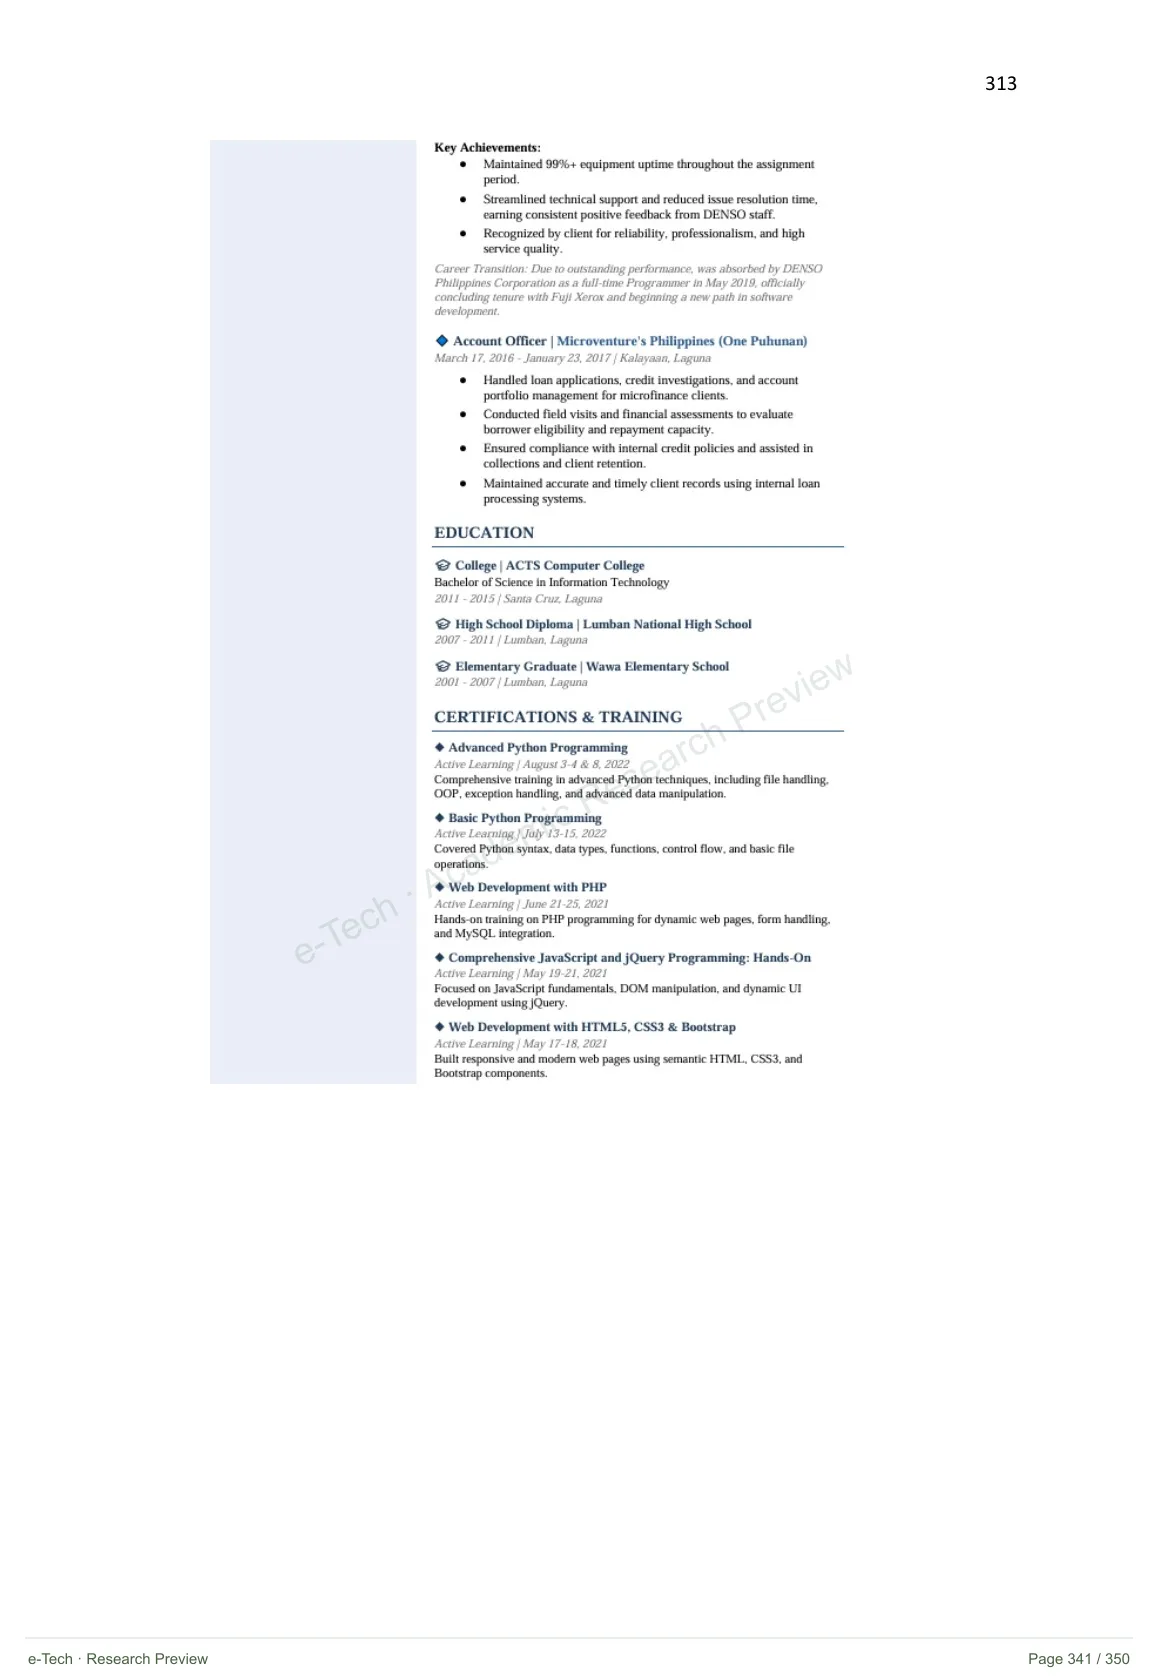 313
Key Achievements:
● Maintained 99%+ equipment uptime throughout the assignment
period.
● Streamlined technical support and reduced issue resolution time,
earning consistent positive feedback from DENSO staff.
● Recognized by client for reliability, professionalism, and high
service quality.
Career Transition: Due to outstanding performance, was absorbed by DENSO
Philippines Corporation as a full-time Programmer in May 2019, officially
concluding tenure with Fuji Xerox and beginning a new path in software
development.
Account Officer | Microventure's Philippines (One Puhunan)
March 17, 2016 - January 23, 2017 | Kalayaan, Laguna
● Handled loan applications, credit investigations, and account
portfolio management for microfinance clients.
● Conducted field visits and financial assessments to evaluate
borrower eligibility and repayment capacity.
● Ensured compliance with internal credit policies and assisted in
collections and client retention.
● Maintained accurate and timely client records using internal loan
processing systems.
EDUCATION
College | ACTS Computer College
Bachelor of Science in Information Technology
2011 - 2015 | Santa Cruz, Laguna
High School Diploma | Lumban National High School
2007 - 2011 | Lumban, Laguna
Elementary Graduate | Wawa Elementary School
2001 - 2007 | Lumban, Laguna
CERTIFICATIONS & TRAINING
◆ Advanced Python Programming
Active Learning | August 3-4 & 8, 2022
Comprehensive training in advanced Python techniques, including file handling,
OOP, exception handling, and advanced data manipulation.
◆ Basic Python Programming
Active Learning | July 13-15, 2022
Covered Python syntax, data types, functions, control flow, and basic file
operations.
◆ Web Development with PHP
Active Learning | June 21-25, 2021
Hands-on training on PHP programming for dynamic web pages, form handling,
and MySQL integration.
◆ Comprehensive JavaScript and jQuery Programming: Hands-On
Active Learning | May 19-21, 2021
Focused on JavaScript fundamentals, DOM manipulation, and dynamic UI
development using jQuery.
◆ Web Development with HTML5, CSS3 & Bootstrap
Active Learning | May 17-18, 2021
Built responsive and modern web pages using semantic HTML, CSS3, and
Bootstrap components.
e-Tech · Academic Research Preview
e-Tech · Research Preview
Page 341 / 350